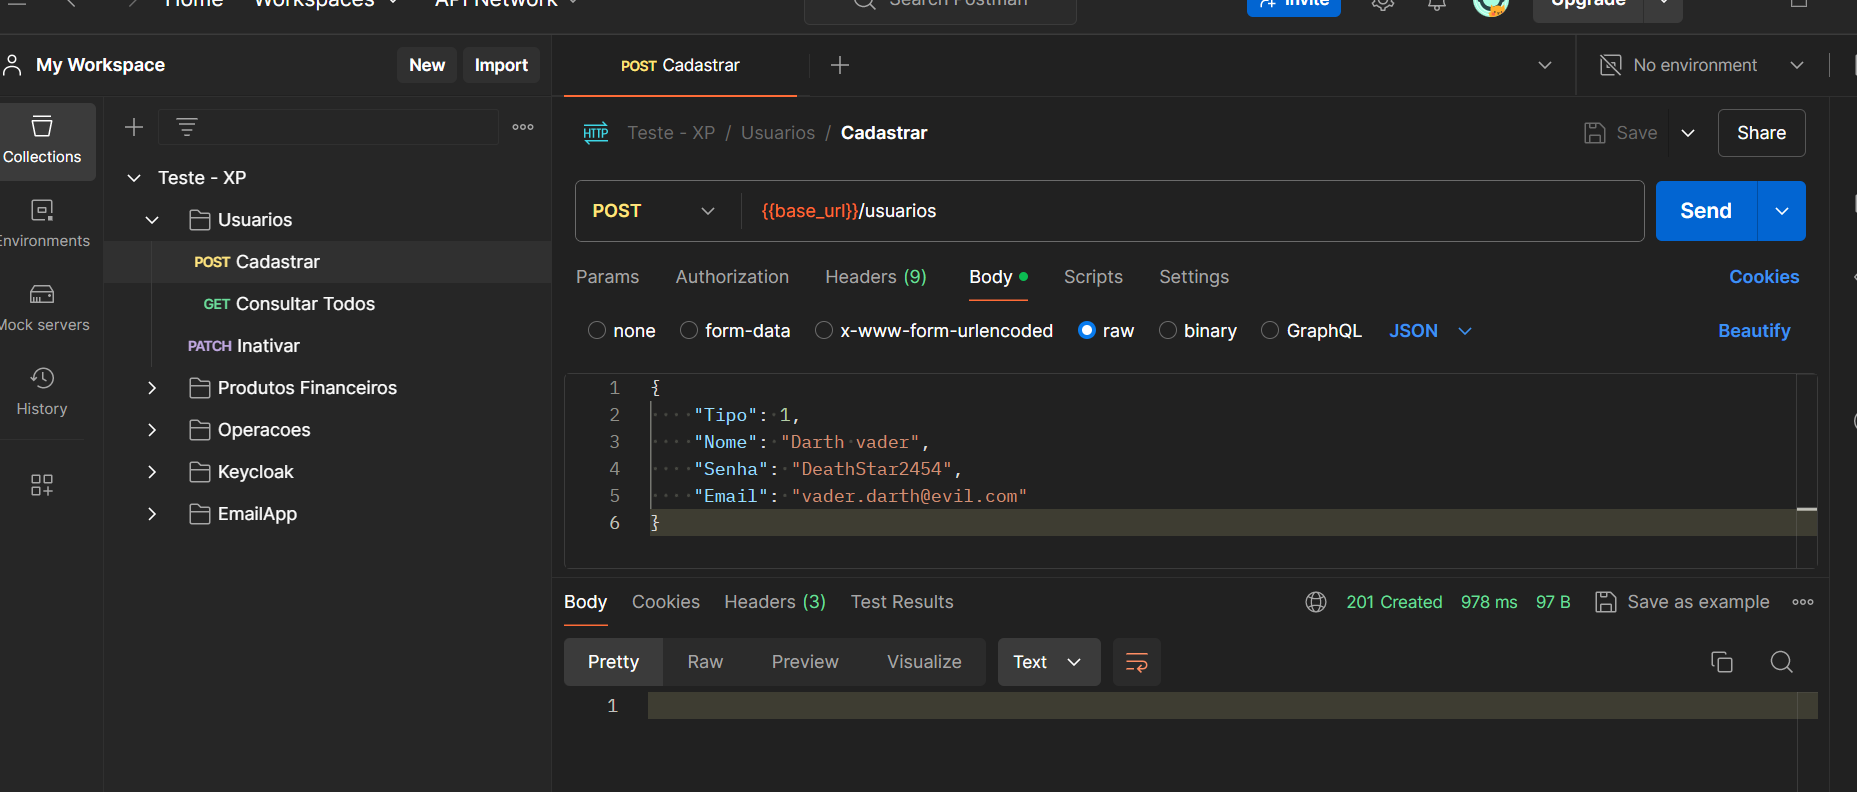 Home Workspaces API Network Search Postman Invite Upgrade
My Workspace New Import POST Cadastrar No environment
Collections
Environments
Mock servers
History
Teste - XP
Usuarios
POST Cadastrar
GET Consultar Todos
PATCH Inativar
Produtos Financeiros
Operacoes
Keycloak
EmailApp
HTTP Teste - XP / Usuarios / Cadastrar Save Share
POST {{base_url}}/usuarios Send
Params Authorization Headers (9) Body Scripts Settings Cookies
none form-data x-www-form-urlencoded raw binary GraphQL JSON Beautify
1 {
2 "Tipo": 1,
3 "Nome": "Darth vader",
4 "Senha": "DeathStar2454",
5 "Email": "vader.darth@evil.com"
6 }
Body Cookies Headers (3) Test Results 201 Created 978 ms 97 B Save as example
Pretty Raw Preview Visualize Text
1